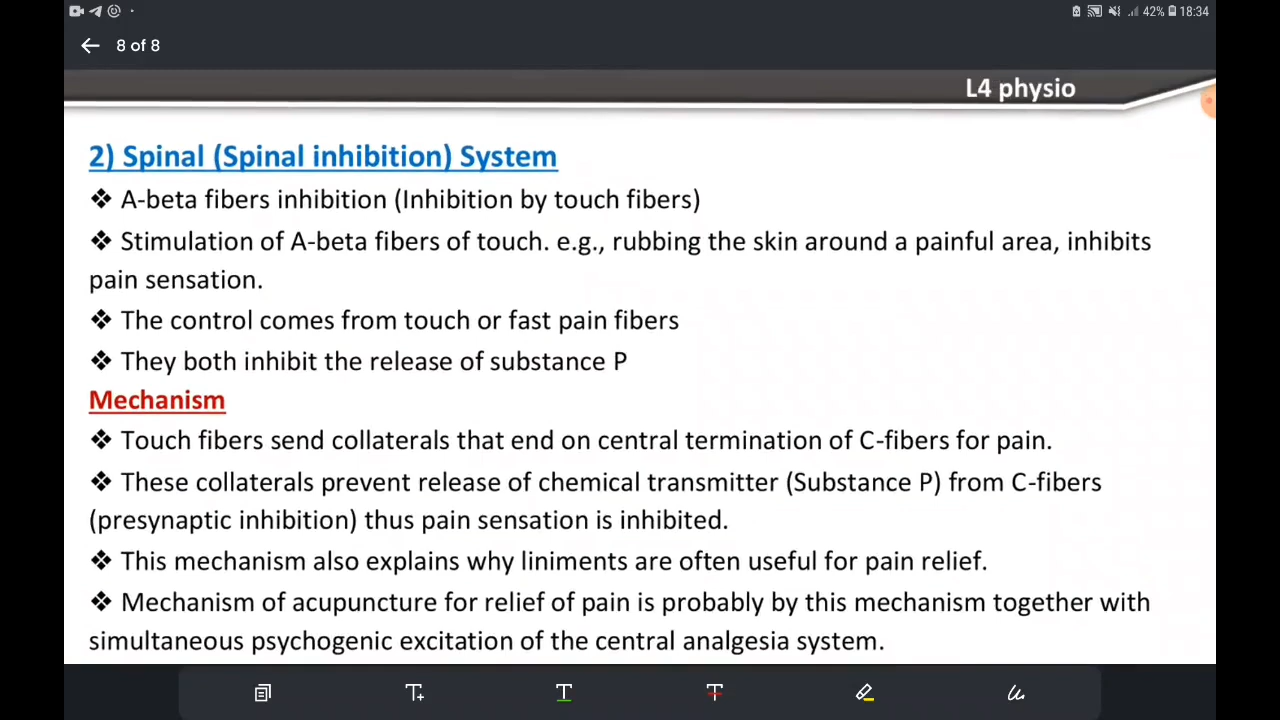 42% 18:34
8 of 8
L4 physio
2) Spinal (Spinal inhibition) System
❖ A-beta fibers inhibition (Inhibition by touch fibers)
❖ Stimulation of A-beta fibers of touch. e.g., rubbing the skin around a painful area, inhibits
pain sensation.
❖ The control comes from touch or fast pain fibers
❖ They both inhibit the release of substance P
Mechanism
❖ Touch fibers send collaterals that end on central termination of C-fibers for pain.
❖ These collaterals prevent release of chemical transmitter (Substance P) from C-fibers
(presynaptic inhibition) thus pain sensation is inhibited.
❖ This mechanism also explains why liniments are often useful for pain relief.
❖ Mechanism of acupuncture for relief of pain is probably by this mechanism together with
simultaneous psychogenic excitation of the central analgesia system.